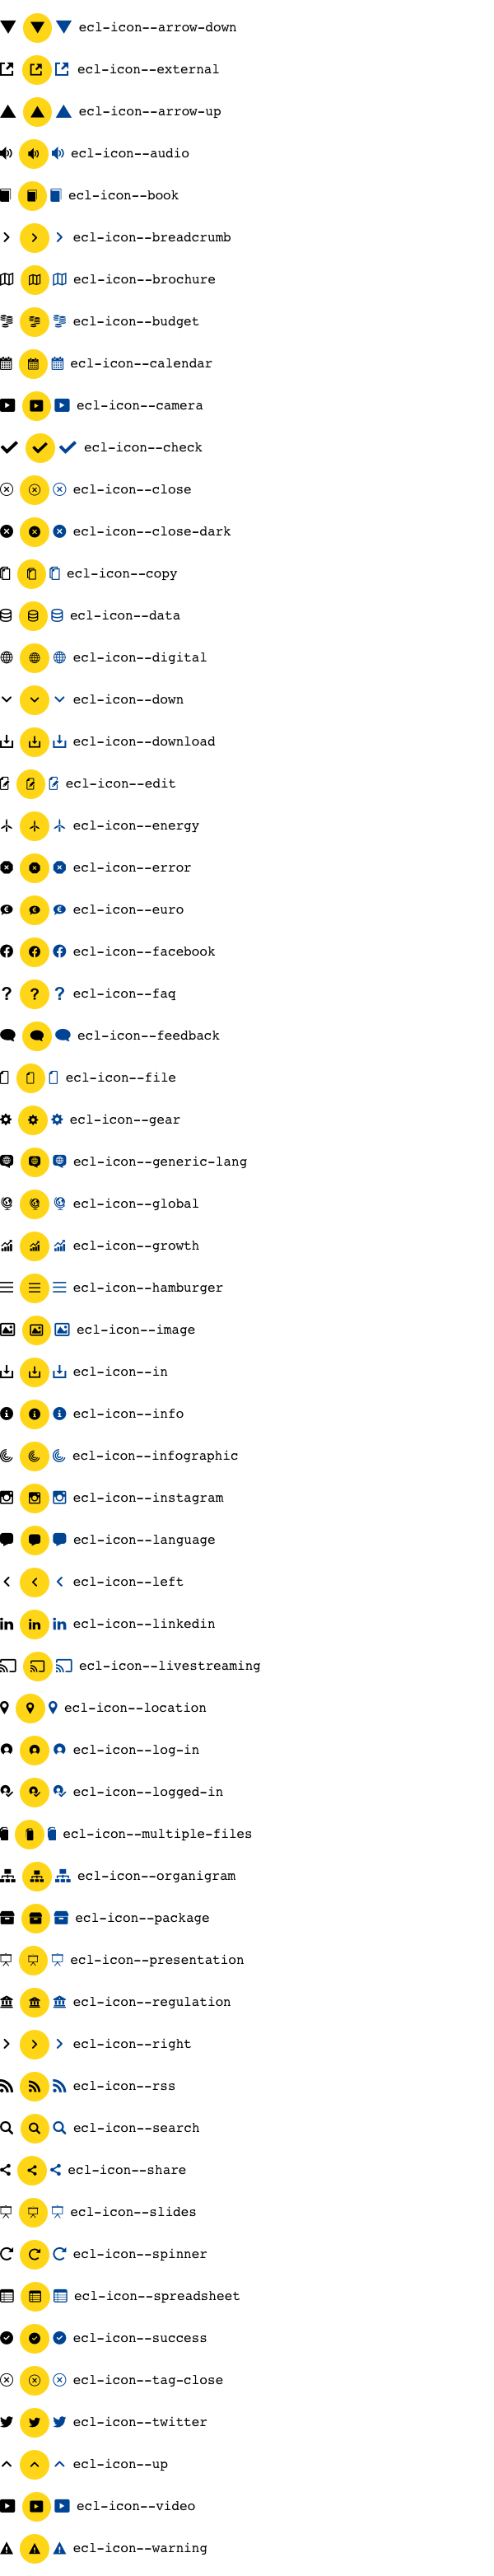 ecl-icon--arrow-down
ecl-icon--external
ecl-icon--arrow-up
ecl-icon--audio
ecl-icon--book
ecl-icon--breadcrumb
ecl-icon--brochure
ecl-icon--budget
ecl-icon--calendar
ecl-icon--camera
ecl-icon--check
ecl-icon--close
ecl-icon--close-dark
ecl-icon--copy
ecl-icon--data
ecl-icon--digital
ecl-icon--down
ecl-icon--download
ecl-icon--edit
ecl-icon--energy
ecl-icon--error
ecl-icon--euro
ecl-icon--facebook
ecl-icon--faq
ecl-icon--feedback
ecl-icon--file
ecl-icon--gear
ecl-icon--generic-lang
ecl-icon--global
ecl-icon--growth
ecl-icon--hamburger
ecl-icon--image
ecl-icon--in
ecl-icon--info
ecl-icon--infographic
ecl-icon--instagram
ecl-icon--language
ecl-icon--left
ecl-icon--linkedin
ecl-icon--livestreaming
ecl-icon--location
ecl-icon--log-in
ecl-icon--logged-in
ecl-icon--multiple-files
ecl-icon--organigram
ecl-icon--package
ecl-icon--presentation
ecl-icon--regulation
ecl-icon--right
ecl-icon--rss
ecl-icon--search
ecl-icon--share
ecl-icon--slides
ecl-icon--spinner
ecl-icon--spreadsheet
ecl-icon--success
ecl-icon--tag-close
ecl-icon--twitter
ecl-icon--up
ecl-icon--video
ecl-icon--warning